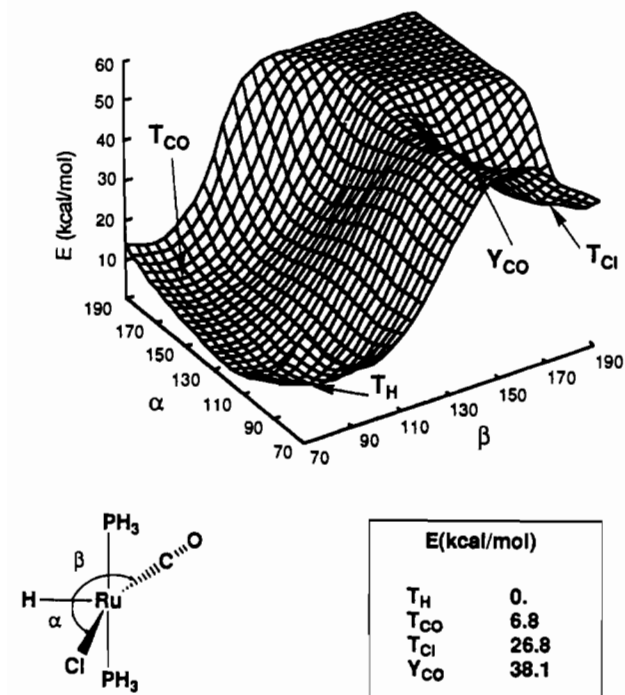 60
50
40
30
20
10
E (kcal/mol)
T_CO
Y_CO
T_Cl
T_H
190
170
150
130
110
90
70
α
70
90
110
130
150
170
190
β
PH3
β
O
C
H
Ru
α
Cl
PH3
E(kcal/mol)
T_H 0.
T_CO 6.8
T_Cl 26.8
Y_CO 38.1